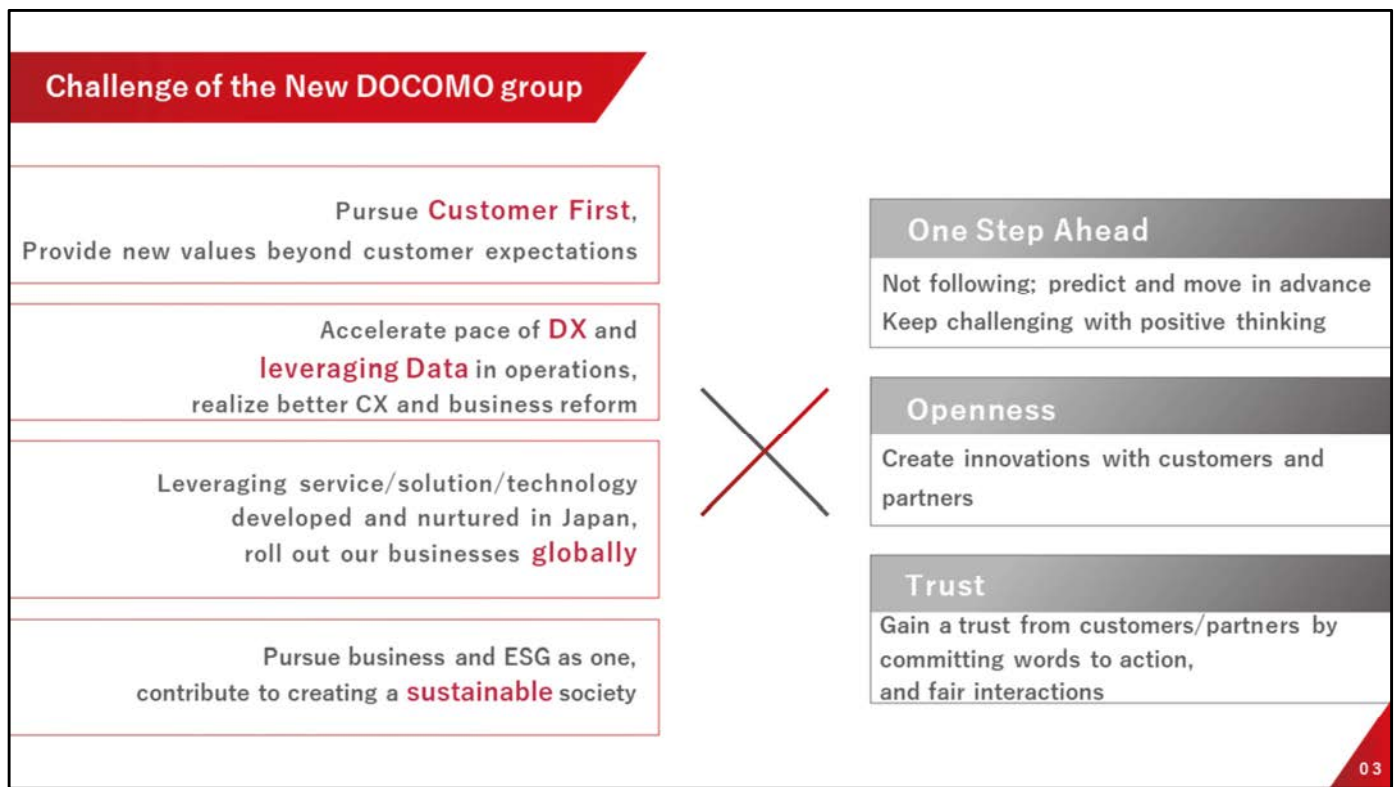 Challenge of the New DOCOMO group
Pursue Customer First,
Provide new values beyond customer expectations
Accelerate pace of DX and
leveraging Data in operations,
realize better CX and business reform
Leveraging service/solution/technology
developed and nurtured in Japan,
roll out our businesses globally
Pursue business and ESG as one,
contribute to creating a sustainable society
One Step Ahead
Not following; predict and move in advance
Keep challenging with positive thinking
Openness
Create innovations with customers and
partners
Trust
Gain a trust from customers/partners by
committing words to action,
and fair interactions
03